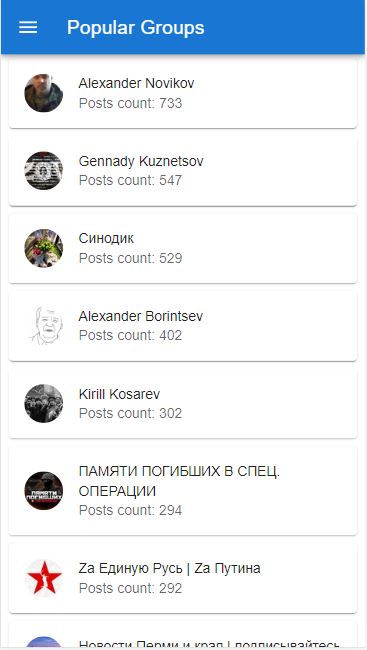 Popular Groups
Alexander Novikov
Posts count: 733
Gennady Kuznetsov
Posts count: 547
Синодик
Posts count: 529
Alexander Borintsev
Posts count: 402
Kirill Kosarev
Posts count: 302
ПАМЯТИ ПОГИБШИХ В СПЕЦ.
ОПЕРАЦИИ
Posts count: 294
ПАМЯТИ
ПОГИБШИХ
Zа Единую Русь | Zа Путина
Posts count: 292
Новости Перми и края | подписывайтесь